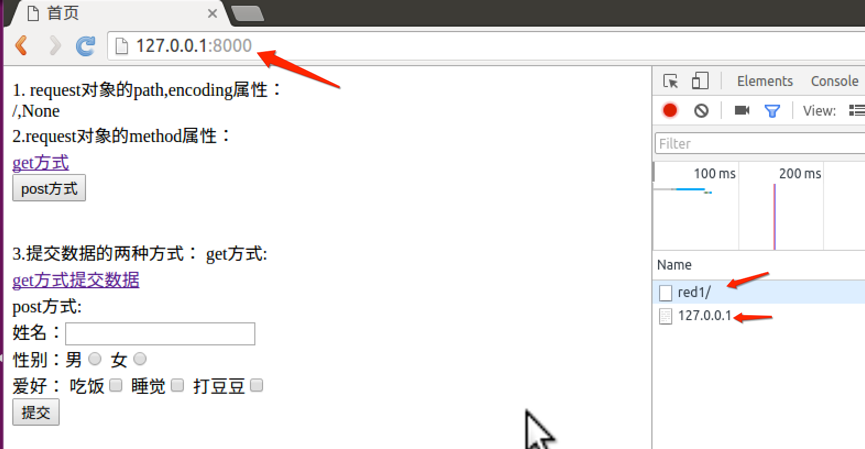 首页
127.0.0.1:8000
1. request对象的path,encoding属性：
/,None
2.request对象的method属性：
get方式
post方式
3.提交数据的两种方式： get方式:
get方式提交数据
post方式:
姓名：
性别：男 女
爱好： 吃饭 睡觉 打豆豆
提交
Elements Console
View:
Filter
100 ms 200 ms
Name
red1/
127.0.0.1